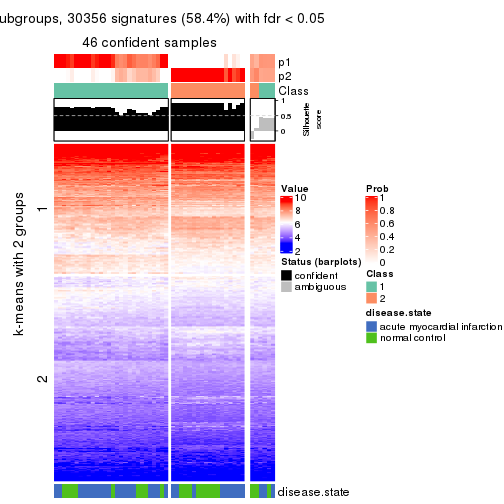 ubgroups, 30356 signatures (58.4%) with fdr < 0.05
46 confident samples
p1
p2
Class
1
0.5
0
Silhouette
score
k-means with 2 groups
1
2
Value
10
8
6
4
2
Status (barplots)
confident
ambiguous
Prob
1
0.8
0.6
0.4
0.2
0
Class
1
2
disease.state
acute myocardial infarction
normal control
disease.state